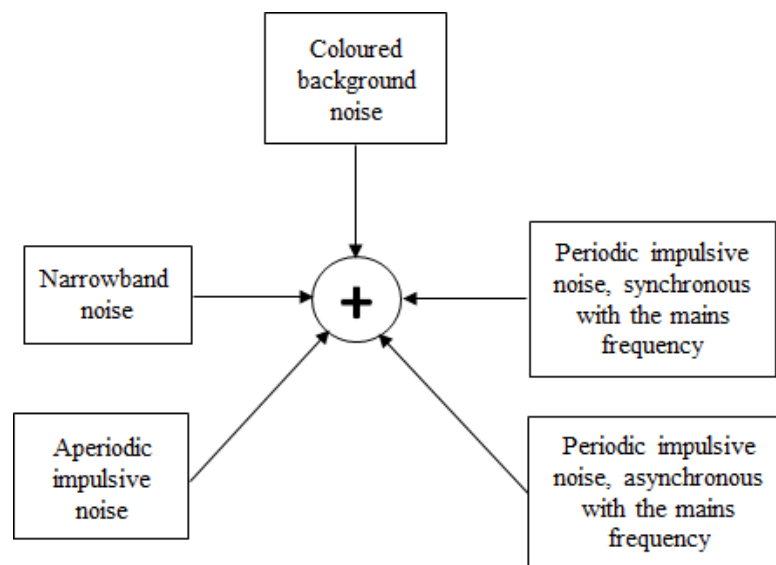 Coloured
background
noise
Narrowband
noise
+
Periodic impulsive
noise, synchronous
with the mains
frequency
Aperiodic
impulsive
noise
Periodic impulsive
noise, asynchronous
with the mains
frequency